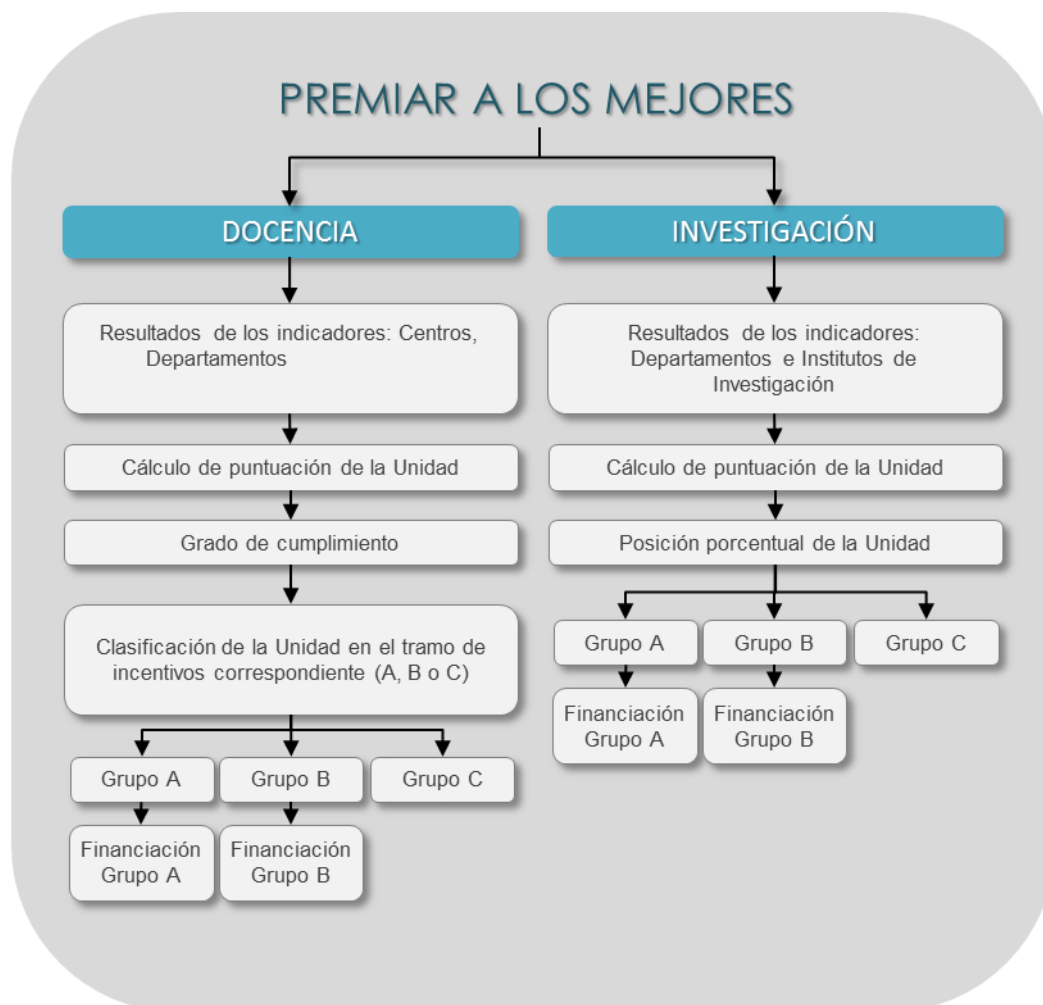 PREMIAR A LOS MEJORES
DOCENCIA
Resultados de los indicadores: Centros,
Departamentos
Cálculo de puntuación de la Unidad
Grado de cumplimiento
Clasificación de la Unidad en el tramo de
incentivos correspondiente (A, B o C)
Grupo A
Grupo B
Grupo C
Financiación
Grupo A
Financiación
Grupo B
INVESTIGACIÓN
Resultados de los indicadores:
Departamentos e Institutos de
Investigación
Cálculo de puntuación de la Unidad
Posición porcentual de la Unidad
Grupo A
Grupo B
Grupo C
Financiación
Grupo A
Financiación
Grupo B